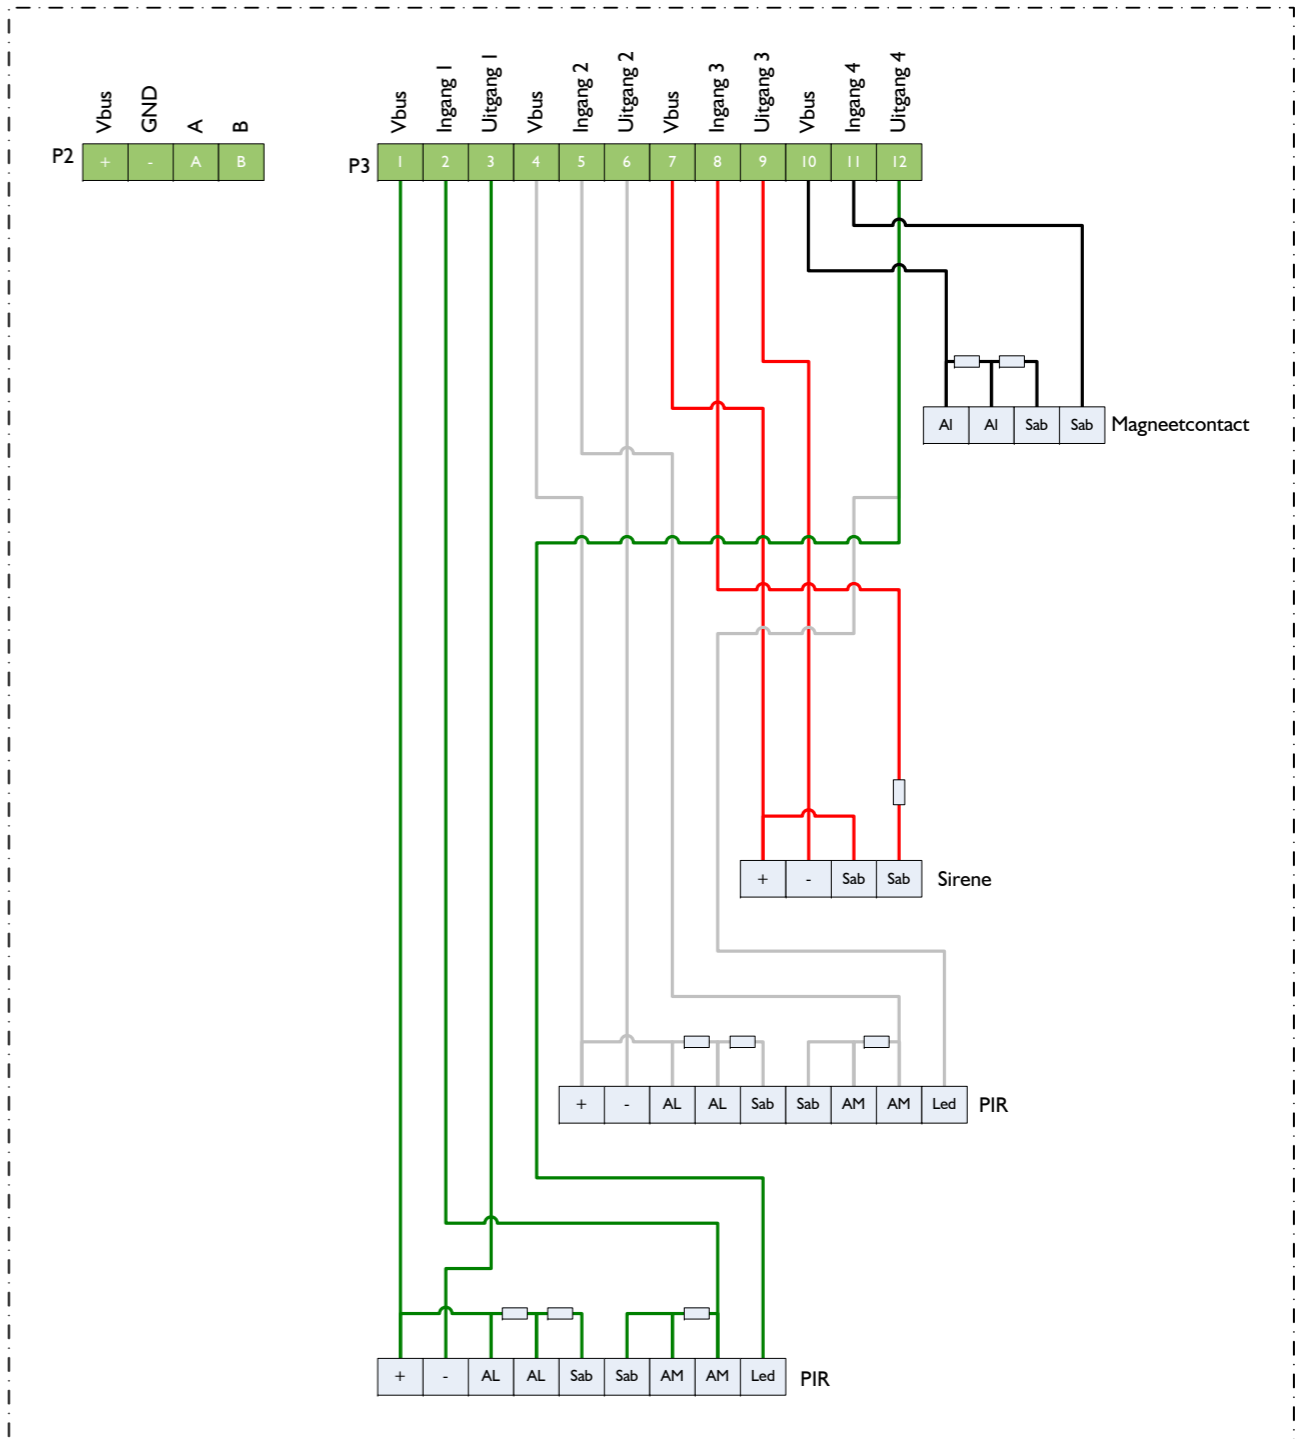 Vbus GND A B
P2 + - A B
Vbus Ingang 1 Uitgang 1 Vbus Ingang 2 Uitgang 2 Vbus Ingang 3 Uitgang 3 Vbus Ingang 4 Uitgang 4
P3 1 2 3 4 5 6 7 8 9 10 11 12
Al Al Sab Sab Magneetcontact
+ - Sab Sab Sirene
+ - AL AL Sab Sab AM AM Led PIR
+ - AL AL Sab Sab AM AM Led PIR